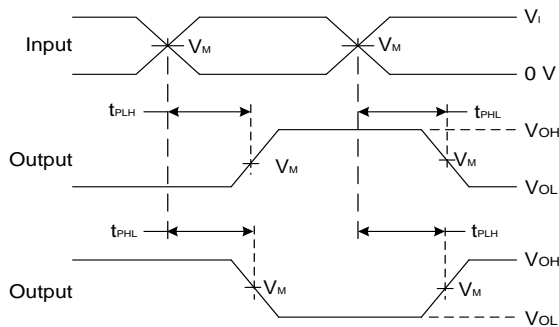 VI
Input
VM
VM
0 V
tPLH
tPHL
VOH
Output
VM
VM
VOL
tPHL
tPLH
VOH
Output
VM
VM
VOL